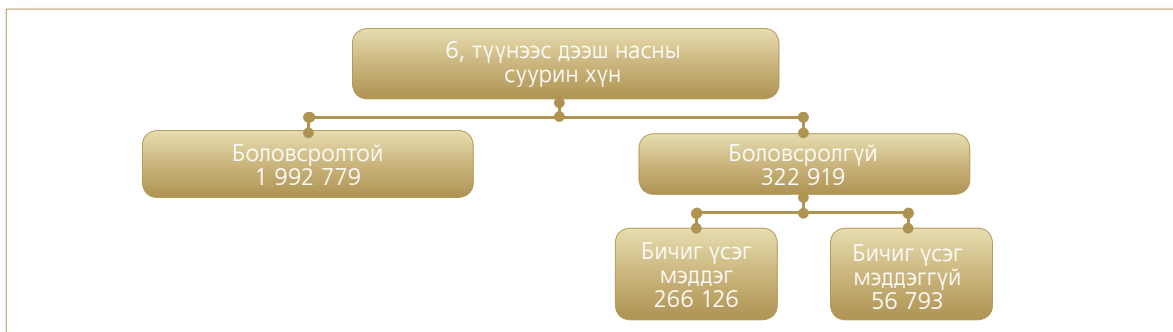 6, түүнээс дээш насны
суурин хүн
Боловсролтой
1 992 779
Боловсролгүй
322 919
Бичиг үсэг
мэддэг
266 126
Бичиг үсэг
мэдлэггүй
56 793